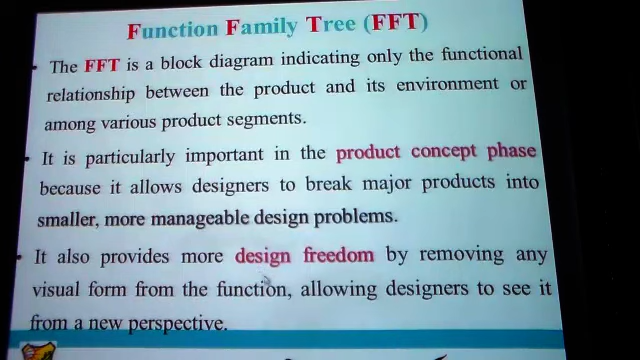 Function Family Tree (FFT)
• The FFT is a block diagram indicating only the functional
relationship between the product and its environment or
among various product segments.
• It is particularly important in the product concept phase
because it allows designers to break major products into
smaller, more manageable design problems.
• It also provides more design freedom by removing any
visual form from the function, allowing designers to see it
from a new perspective.